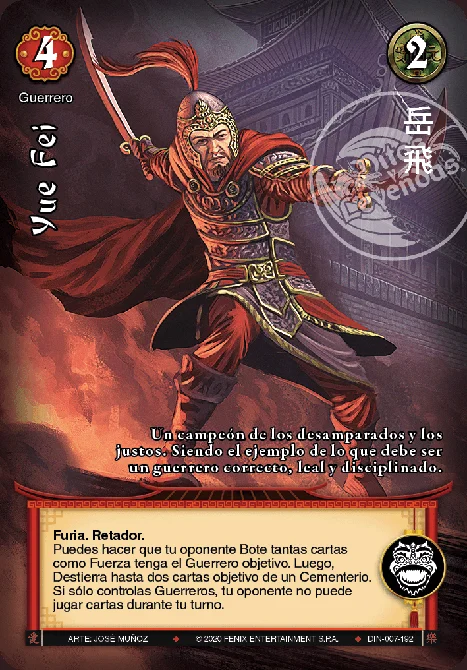 4
2
Guerrero
Yue Fei
岳飛
Un campeón de los desamparados y los
justos. Siendo el ejemplo de lo que debe ser
un guerrero correcto, leal y disciplinado.
Furia. Retador.
Puedes hacer que tu oponente Bote tantas cartas
como Fuerza tenga el Guerrero objetivo. Luego,
Destierra hasta dos cartas objetivo de un Cementerio.
Si sólo controlas Guerreros, tu oponente no puede
jugar cartas durante tu turno.
ARTE: JOSÉ MUÑOZ ♦ © 2020 FENIX ENTERTAINMENT S.P.A. ♦ DIN-007-192